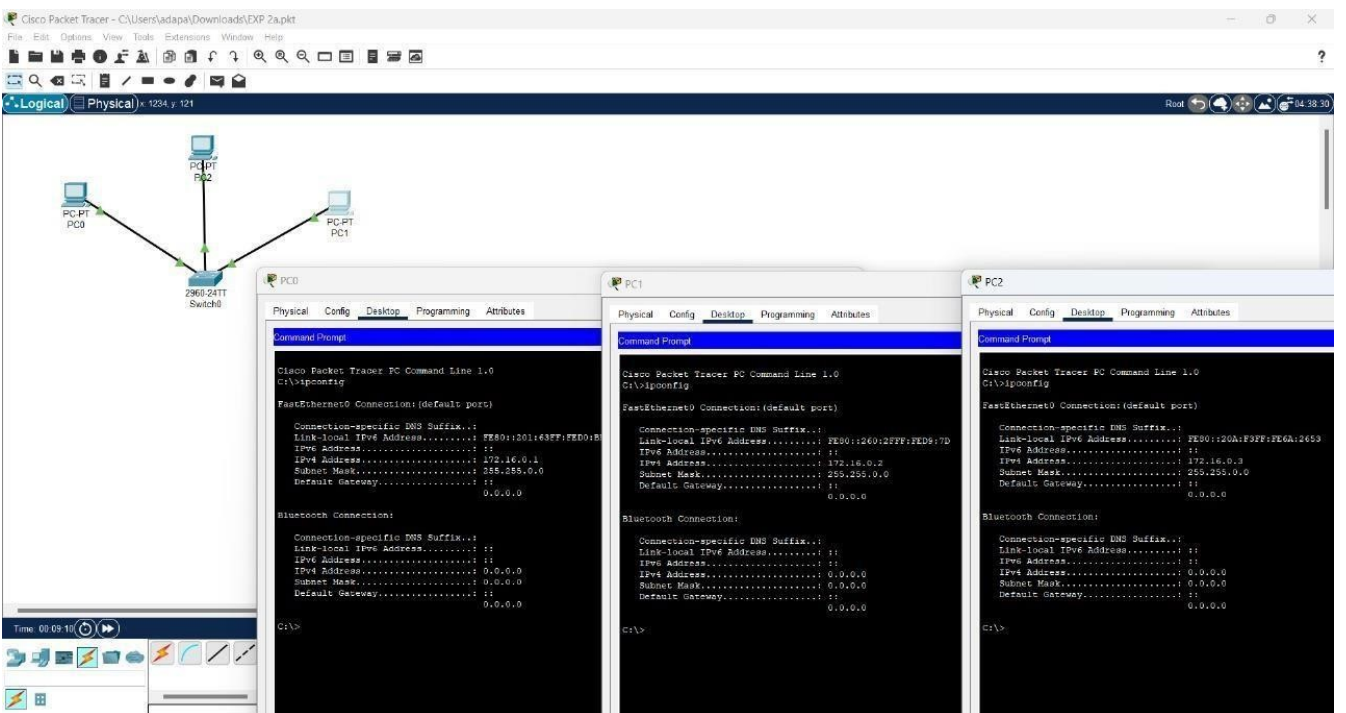 Cisco Packet Tracer - C:\Users\adapa\Downloads\EXP 2a.pkt
File Edit Options View Tools Extensions Window Help
?
Logical Physical x: 1234, y: 121
Root 04:38:30
PC-PT
PC2
PC-PT
PC0
PC-PT
PC1
2960-24TT
Switch0
PC0
Physical Config Desktop Programming Attributes
Command Prompt
Cisco Packet Tracer PC Command Line 1.0
C:\>ipconfig
FastEthernet0 Connection:(default port)
Connection-specific DNS Suffix..:
Link-local IPv6 Address.........: FE80::201:63FF:FED0:B
IPv6 Address....................: ::
IPv4 Address....................: 172.16.0.1
Subnet Mask.....................: 255.255.0.0
Default Gateway.................: ::
0.0.0.0
Bluetooth Connection:
Connection-specific DNS Suffix..:
Link-local IPv6 Address.........: ::
IPv6 Address....................: ::
IPv4 Address....................: 0.0.0.0
Subnet Mask.....................: 0.0.0.0
Default Gateway.................: ::
0.0.0.0
C:\>
PC1
Physical Config Desktop Programming Attributes
Command Prompt
Cisco Packet Tracer PC Command Line 1.0
C:\>ipconfig
FastEthernet0 Connection:(default port)
Connection-specific DNS Suffix..:
Link-local IPv6 Address.........: FE80::260:2FFF:FED9:7D
IPv6 Address....................: ::
IPv4 Address....................: 172.16.0.2
Subnet Mask.....................: 255.255.0.0
Default Gateway.................: ::
0.0.0.0
Bluetooth Connection:
Connection-specific DNS Suffix..:
Link-local IPv6 Address.........: ::
IPv6 Address....................: ::
IPv4 Address....................: 0.0.0.0
Subnet Mask.....................: 0.0.0.0
Default Gateway.................: ::
0.0.0.0
C:\>
PC2
Physical Config Desktop Programming Attributes
Command Prompt
Cisco Packet Tracer PC Command Line 1.0
C:\>ipconfig
FastEthernet0 Connection:(default port)
Connection-specific DNS Suffix..:
Link-local IPv6 Address.........: FE80::20A:F3FF:FE6A:2653
IPv6 Address....................: ::
IPv4 Address....................: 172.16.0.3
Subnet Mask.....................: 255.255.0.0
Default Gateway.................: ::
0.0.0.0
Bluetooth Connection:
Connection-specific DNS Suffix..:
Link-local IPv6 Address.........: ::
IPv6 Address....................: ::
IPv4 Address....................: 0.0.0.0
Subnet Mask.....................: 0.0.0.0
Default Gateway.................: ::
0.0.0.0
C:\>
Time: 00:09:10